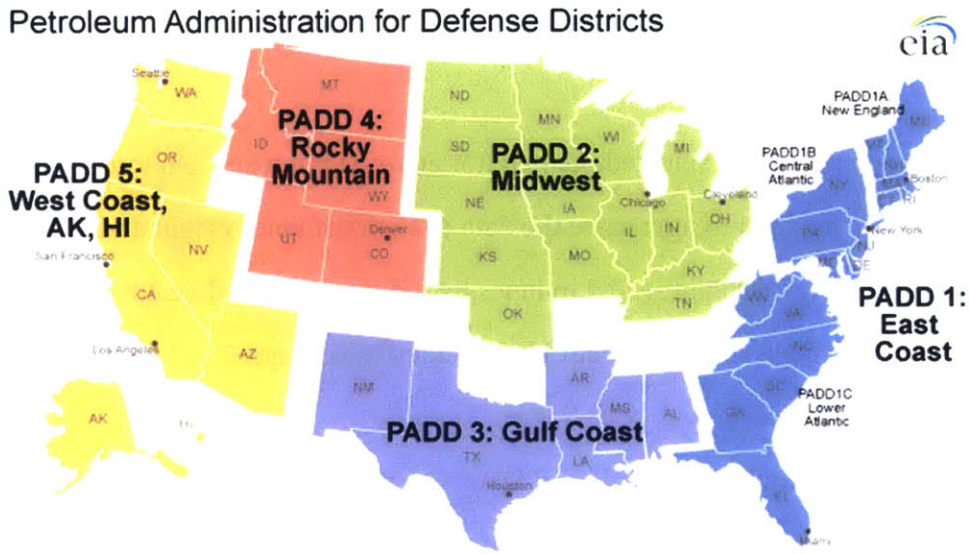 Petroleum Administration for Defense Districts
eia
Seattle
WA
OR
PADD 5:
West Coast,
AK, HI
San Francisco
NV
CA
Los Angeles
AZ
AK
HI
MT
ID
PADD 4:
Rocky
Mountain
WY
UT
Denver
CO
ND
SD
NE
KS
OK
MN
WI
MI
PADD 2:
Midwest
IA
Chicago
Cleveland
IL
IN
OH
MO
KY
TN
PADD1A
New England
ME
PADD1B
Central
Atlantic
NY
Boston
RI
New York
PA
NJ
DE
WV
VA
PADD 1:
East
Coast
NC
SC
PADD1C
Lower
Atlantic
GA
FL
Miami
NM
AR
MS
AL
PADD 3: Gulf Coast
TX
LA
Houston